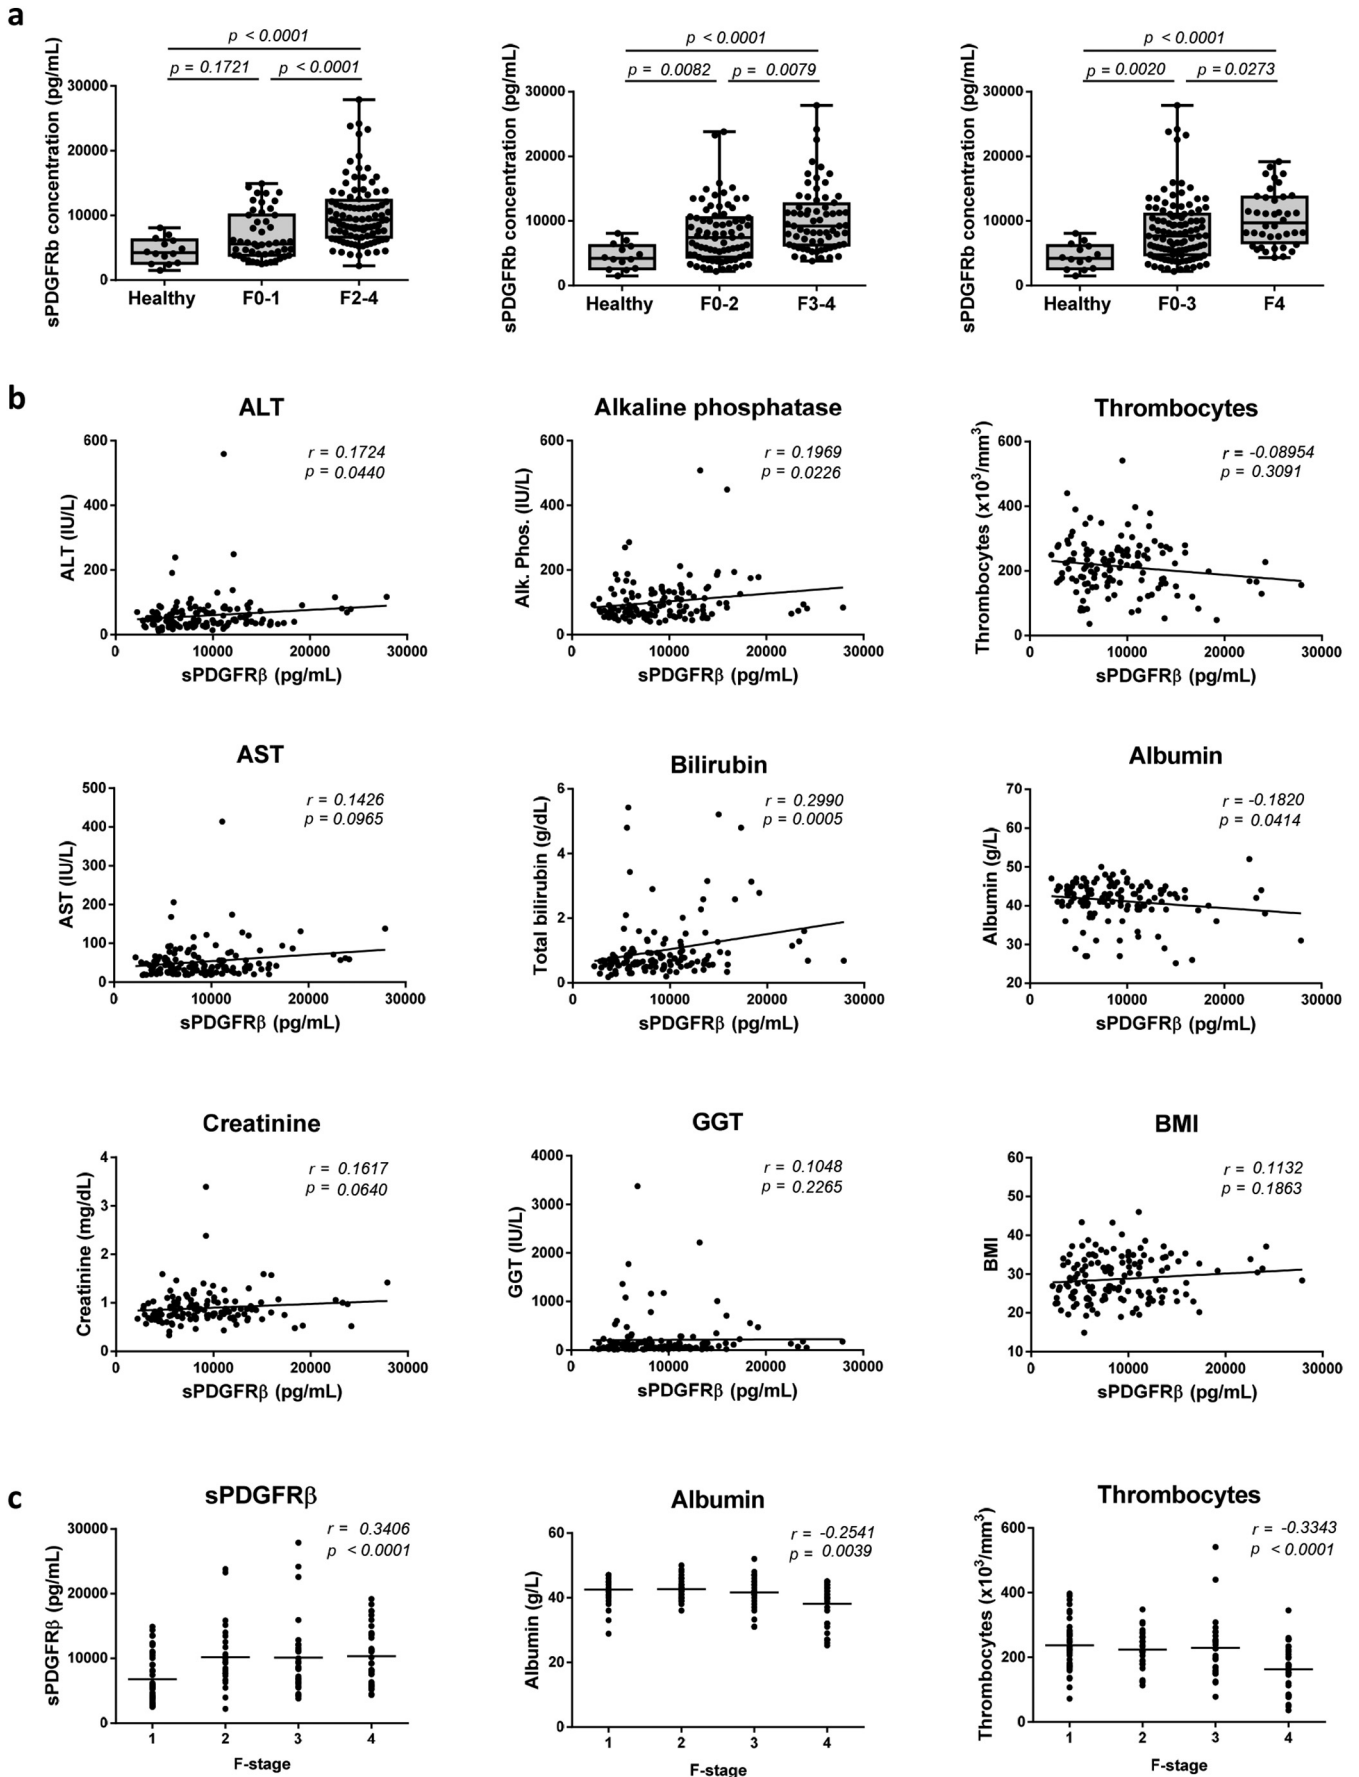 a
sPDGFRb concentration (pg/mL)
p < 0.0001
p = 0.1721 p < 0.0001
30000
20000
10000
0
Healthy F0-1 F2-4
sPDGFRb concentration (pg/mL)
p < 0.0001
p = 0.0082 p = 0.0079
30000
20000
10000
0
Healthy F0-2 F3-4
sPDGFRb concentration (pg/mL)
p < 0.0001
p = 0.0020 p = 0.0273
30000
20000
10000
0
Healthy F0-3 F4
b
ALT
ALT (IU/L)
r = 0.1724
p = 0.0440
600
400
200
0
0 10000 20000 30000
sPDGFRβ (pg/mL)
Alkaline phosphatase
Alk. Phos. (IU/L)
r = 0.1969
p = 0.0226
600
400
200
0
0 10000 20000 30000
sPDGFRβ (pg/mL)
Thrombocytes
Thrombocytes (x10³/mm³)
r = -0.08954
p = 0.3091
600
400
200
0
0 10000 20000 30000
sPDGFRβ (pg/mL)
AST
AST (IU/L)
r = 0.1426
p = 0.0965
500
400
300
200
100
0
0 10000 20000 30000
sPDGFRβ (pg/mL)
Bilirubin
Total bilirubin (g/dL)
r = 0.2990
p = 0.0005
6
4
2
0
0 10000 20000 30000
sPDGFRβ (pg/mL)
Albumin
Albumin (g/L)
r = -0.1820
p = 0.0414
70
60
50
40
30
20
0 10000 20000 30000
sPDGFRβ (pg/mL)
Creatinine
Creatinine (mg/dL)
r = 0.1617
p = 0.0640
4
3
2
1
0
0 10000 20000 30000
sPDGFRβ (pg/mL)
GGT
GGT (IU/L)
r = 0.1048
p = 0.2265
4000
3000
2000
1000
0
0 10000 20000 30000
sPDGFRβ (pg/mL)
BMI
BMI
r = 0.1132
p = 0.1863
60
50
40
30
20
10
0 10000 20000 30000
sPDGFRβ (pg/mL)
c
sPDGFRβ
sPDGFRβ (pg/mL)
r = 0.3406
p < 0.0001
30000
20000
10000
0
1 2 3 4
F-stage
Albumin
Albumin (g/L)
r = -0.2541
p = 0.0039
60
40
20
0
1 2 3 4
F-stage
Thrombocytes
Thrombocytes (x10³/mm³)
r = -0.3343
p < 0.0001
600
400
200
0
1 2 3 4
F-stage